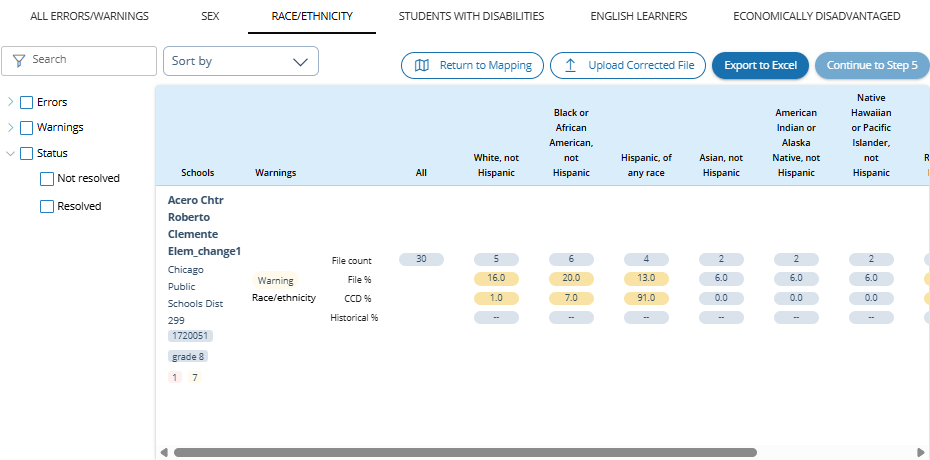 ALL ERRORS/WARNINGS SEX RACE/ETHNICITY STUDENTS WITH DISABILITIES ENGLISH LEARNERS ECONOMICALLY DISADVANTAGED
Search
Sort by
Return to Mapping
Upload Corrected File
Export to Excel
Continue to Step 5
Errors
Warnings
Status
Not resolved
Resolved
Schools
Warnings
All
White, not
Hispanic
Black or
African
American,
not
Hispanic
Hispanic, of
any race
Asian, not
Hispanic
American
Indian or
Alaska
Native, not
Hispanic
Native
Hawaiian
or Pacific
Islander,
not
Hispanic
Acero Chtr
Roberto
Clemente
Elem_change1
Chicago
Public
Schools Dist
299
1720051
grade 8
1 7
Warning
Race/ethnicity
File count 30 5 6 4 2 2 2
File % 16.0 20.0 13.0 6.0 6.0 6.0
CCD % 1.0 7.0 91.0 0.0 0.0 0.0
Historical % -- -- -- -- -- --